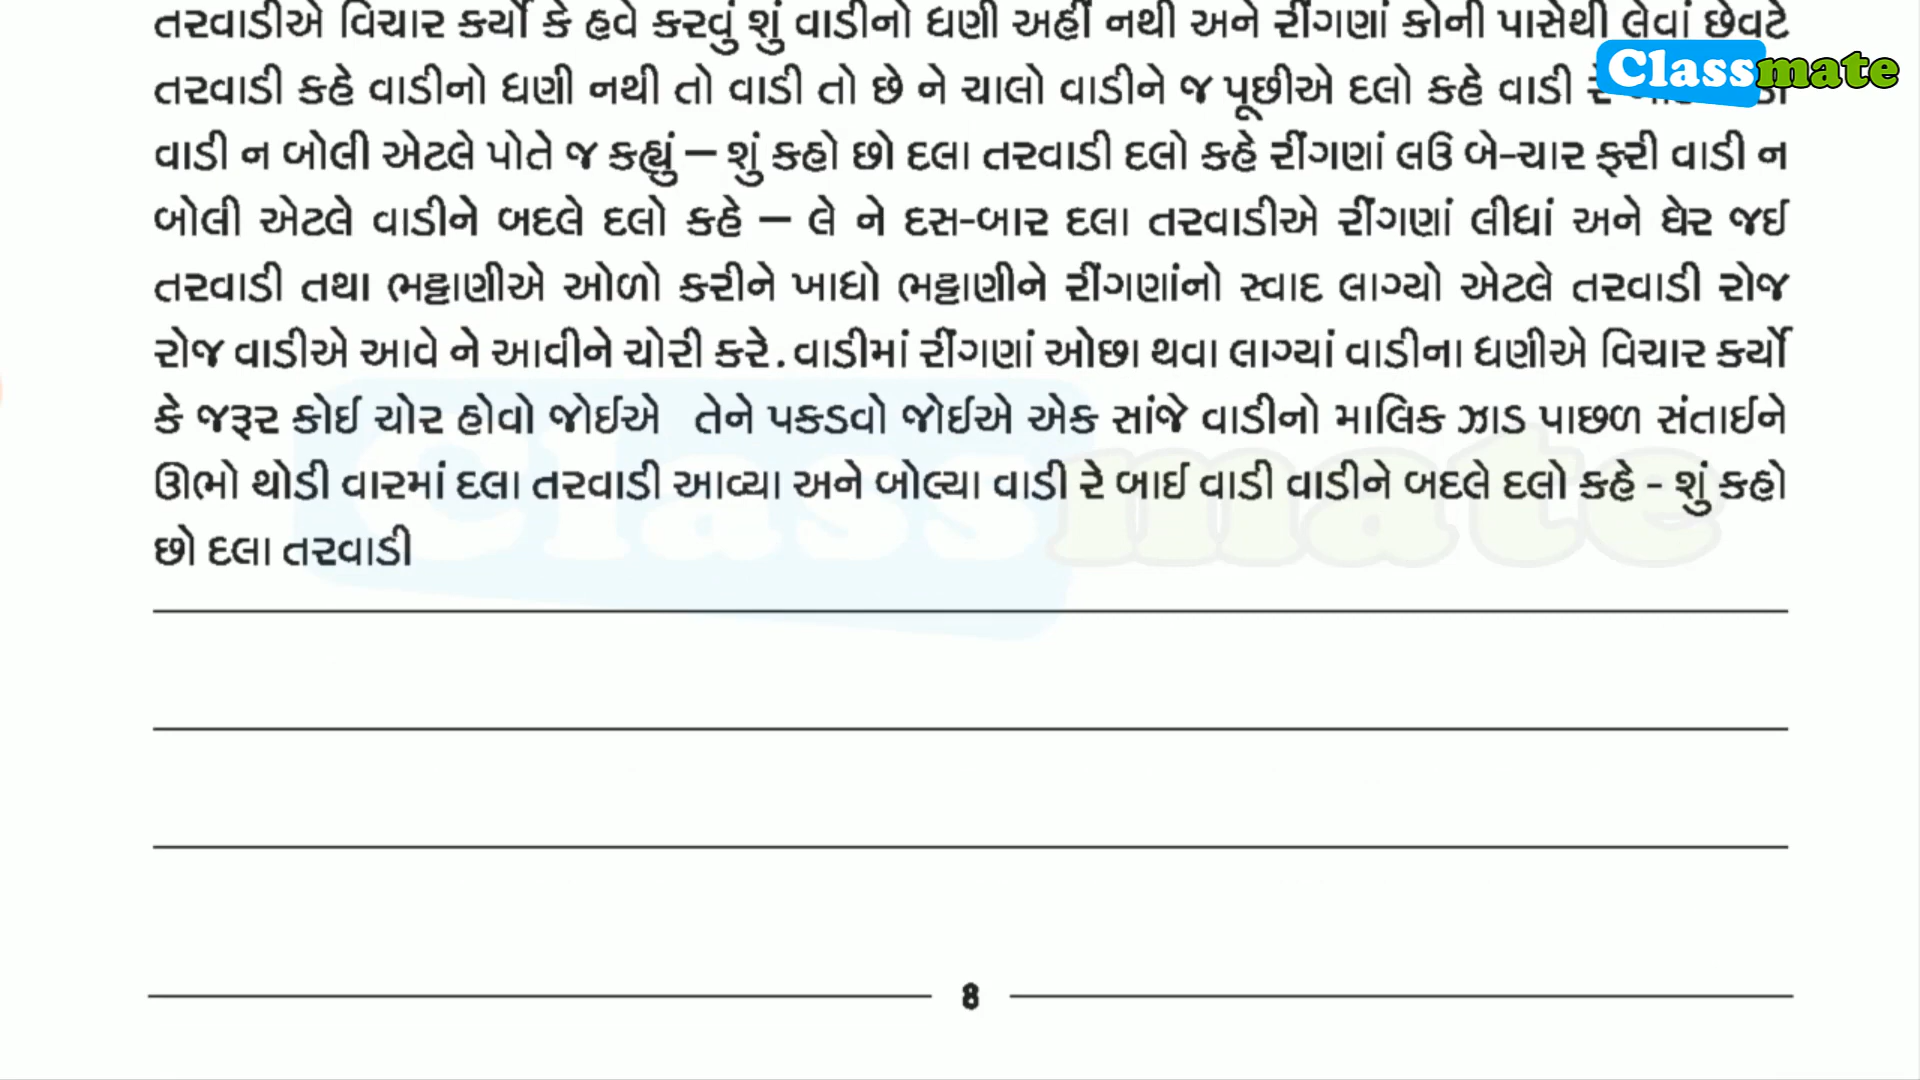 તરવાડીએ વિચાર કર્યો કે હવે કરવું શું વાડીનો ધણી અહીં નથી અને રીંગણાં કોની પાસેથી લેવાં છેવટે
Classmate
તરવાડી કહે વાડીનો ધણી નથી તો વાડી તો છે ને ચાલો વાડીને જ પૂછીએ દલો કહે વાડી રે
વાડી ન બોલી એટલે પોતે જ કહ્યું – શું કહો છો દલા તરવાડી દલો કહે રીંગણાં લઉં બે-ચાર ફરી વાડી ન
બોલી એટલે વાડીને બદલે દલો કહે – લે ને દસ-બાર દલા તરવાડીએ રીંગણાં લીધાં અને ઘેર જઈ
તરવાડી તથા ભટ્ટાણીએ ઓળો કરીને ખાધો ભટ્ટાણીને રીંગણાંનો સ્વાદ લાગ્યો એટલે તરવાડી રોજ
રોજ વાડીએ આવે ને આવીને ચોરી કરે. વાડીમાં રીંગણાં ઓછા થવા લાગ્યાં વાડીના ધણીએ વિચાર કર્યો
કે જરૂર કોઈ ચોર હોવો જોઈએ તેને પકડવો જોઈએ એક સાંજે વાડીનો માલિક ઝાડ પાછળ સંતાઈને
ઊભો થોડી વારમાં દલા તરવાડી આવ્યા અને બોલ્યા વાડી રે બાઈ વાડી વાડીને બદલે દલો કહે - શું કહો
છો દલા તરવાડી
Classmate
8